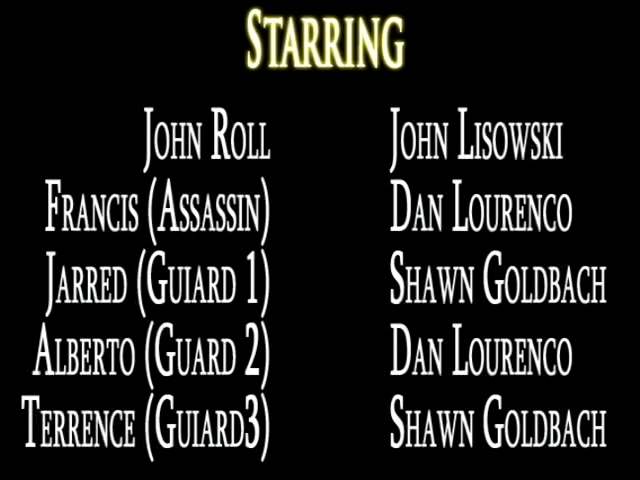 Starring
John Roll John Lisowski
Francis (Assassin) Dan Lourenco
Jarred (Guiard 1) Shawn Goldbach
Alberto (Guard 2) Dan Lourenco
Terrence (Guiard3) Shawn Goldbach